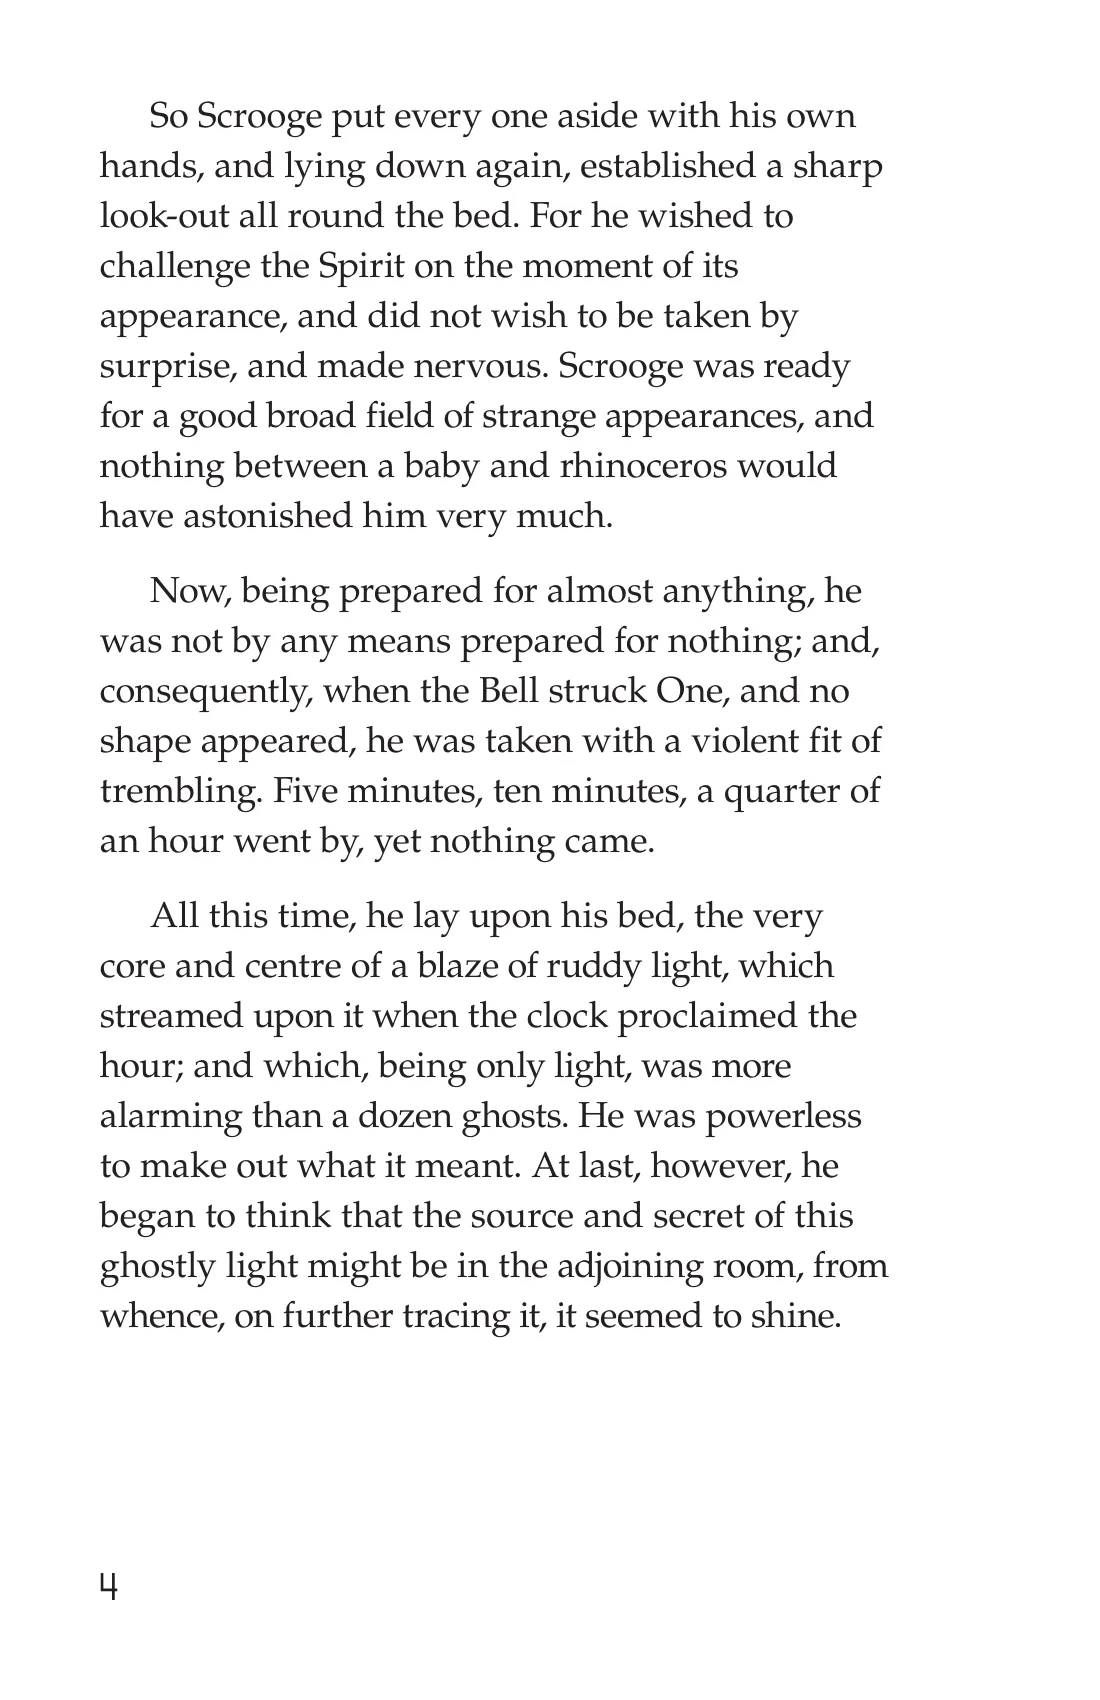 So Scrooge put every one aside with his own
hands, and lying down again, established a sharp
look-out all round the bed. For he wished to
challenge the Spirit on the moment of its
appearance, and did not wish to be taken by
surprise, and made nervous. Scrooge was ready
for a good broad field of strange appearances, and
nothing between a baby and rhinoceros would
have astonished him very much.
Now, being prepared for almost anything, he
was not by any means prepared for nothing; and,
consequently, when the Bell struck One, and no
shape appeared, he was taken with a violent fit of
trembling. Five minutes, ten minutes, a quarter of
an hour went by, yet nothing came.
All this time, he lay upon his bed, the very
core and centre of a blaze of ruddy light, which
streamed upon it when the clock proclaimed the
hour; and which, being only light, was more
alarming than a dozen ghosts. He was powerless
to make out what it meant. At last, however, he
began to think that the source and secret of this
ghostly light might be in the adjoining room, from
whence, on further tracing it, it seemed to shine.
4